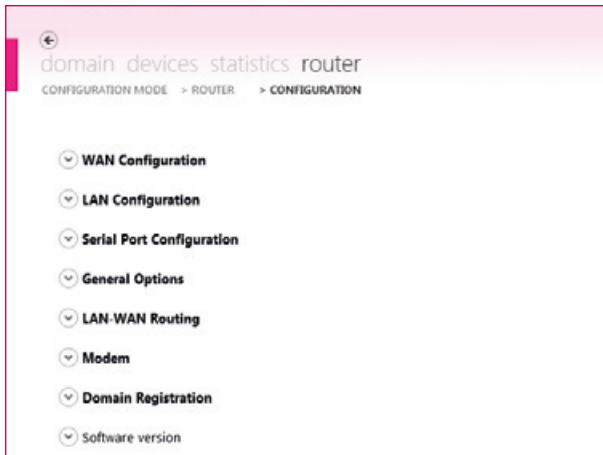 domain devices statistics router
CONFIGURATION MODE > ROUTER > CONFIGURATION
WAN Configuration
LAN Configuration
Serial Port Configuration
General Options
LAN-WAN Routing
Modem
Domain Registration
Software version